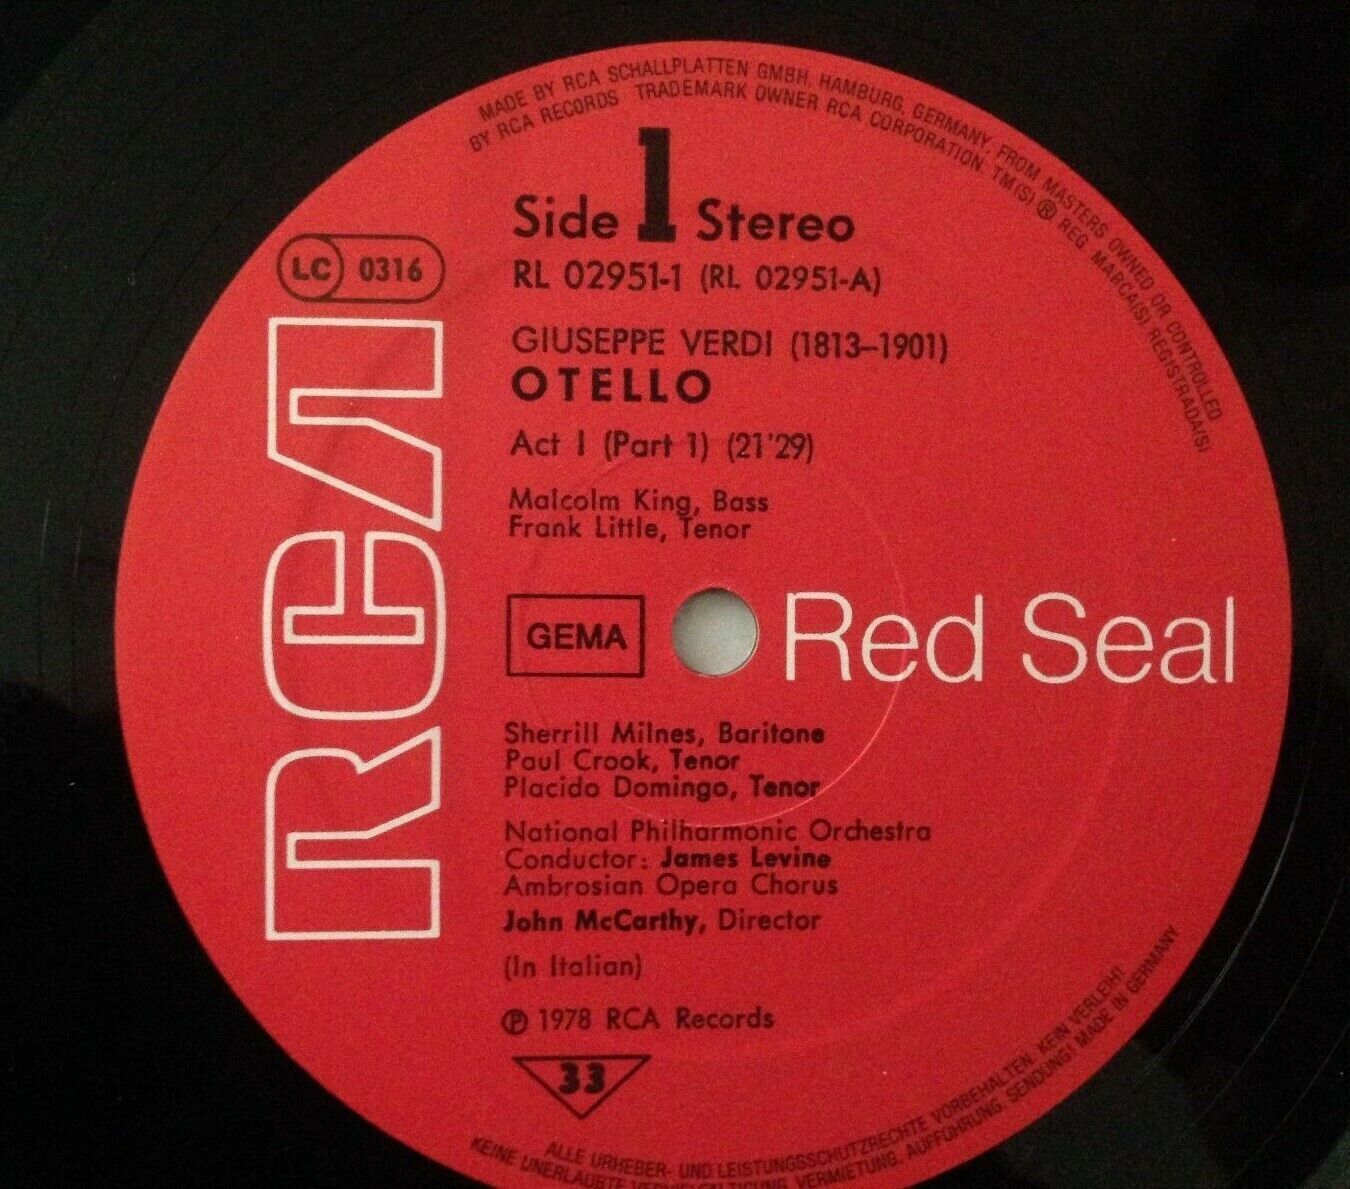 MADE BY RCA SCHALLPLATTEN GMBH, HAMBURG, GERMANY, FROM MASTERS OWNED OR CONTROLLED
BY RCA RECORDS TRADEMARK OWNER RCA CORPORATION, TM(S) ® REG MARCA(S) REGISTRADA(S)
Side 1 Stereo
LC 0316
RL 02951-1 (RL 02951-A)
GIUSEPPE VERDI (1813–1901)
OTELLO
Act I (Part 1) (21'29)
Malcolm King, Bass
Frank Little, Tenor
RCA
GEMA
Red Seal
Sherrill Milnes, Baritone
Paul Crook, Tenor
Placido Domingo, Tenor
National Philharmonic Orchestra
Conductor: James Levine
Ambrosian Opera Chorus
John McCarthy, Director
(In Italian)
℗ 1978 RCA Records
33
ALLE URHEBER- UND LEISTUNGSSCHUTZRECHTE VORBEHALTEN. KEIN VERLEIH!
KEINE UNERLAUBTE VERVIELFÄLTIGUNG, VERMIETUNG, AUFFÜHRUNG, SENDUNG! MADE IN GERMANY